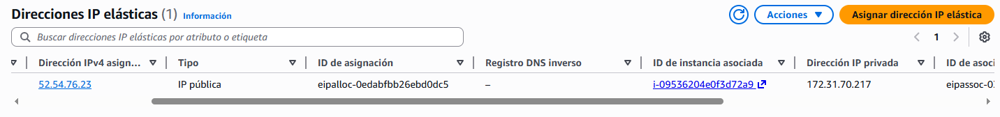 Direcciones IP elásticas (1) Información
Acciones
Asignar dirección IP elástica
Buscar direcciones IP elásticas por atributo o etiqueta
1
Dirección IPv4 asign... Tipo ID de asignación Registro DNS inverso ID de instancia asociada Dirección IP privada ID de asoci
52.54.76.23 IP pública eipalloc-0edabfbb26ebd0dc5 – i-09536204e0f3d72a9 172.31.70.217 eipassoc-03